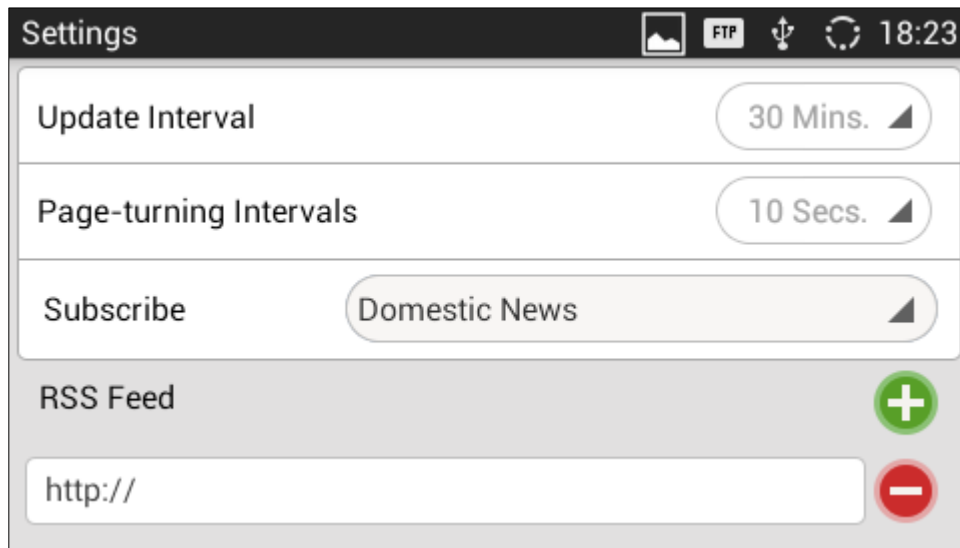 Settings FTP 18:23
Update Interval 30 Mins.
Page-turning Intervals 10 Secs.
Subscribe Domestic News
RSS Feed
http://